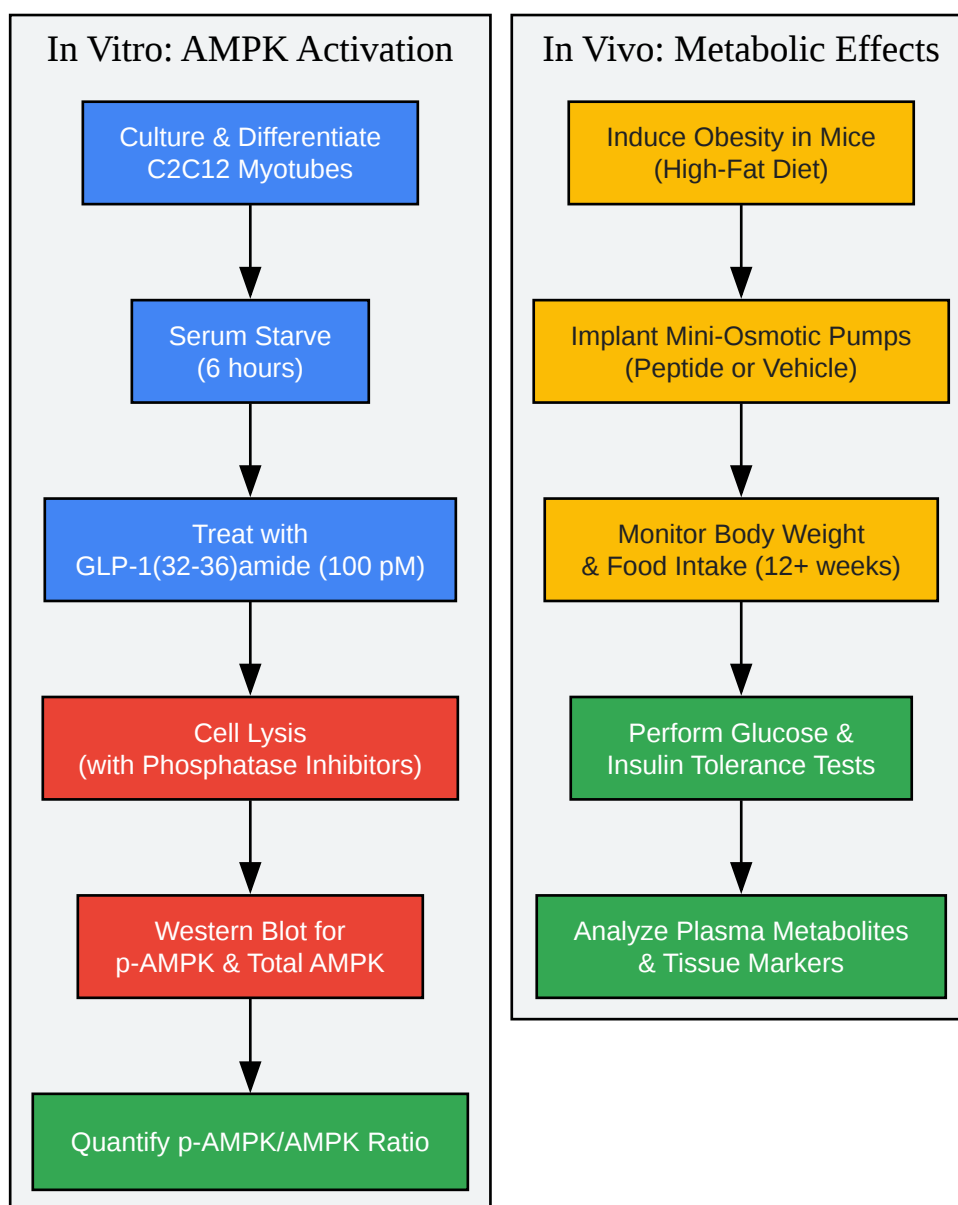 In Vitro: AMPK Activation
Culture & Differentiate
C2C12 Myotubes
Serum Starve
(6 hours)
Treat with
GLP-1(32-36)amide (100 pM)
Cell Lysis
(with Phosphatase Inhibitors)
Western Blot for
p-AMPK & Total AMPK
Quantify p-AMPK/AMPK Ratio
In Vivo: Metabolic Effects
Induce Obesity in Mice
(High-Fat Diet)
Implant Mini-Osmotic Pumps
(Peptide or Vehicle)
Monitor Body Weight
& Food Intake (12+ weeks)
Perform Glucose &
Insulin Tolerance Tests
Analyze Plasma Metabolites
& Tissue Markers